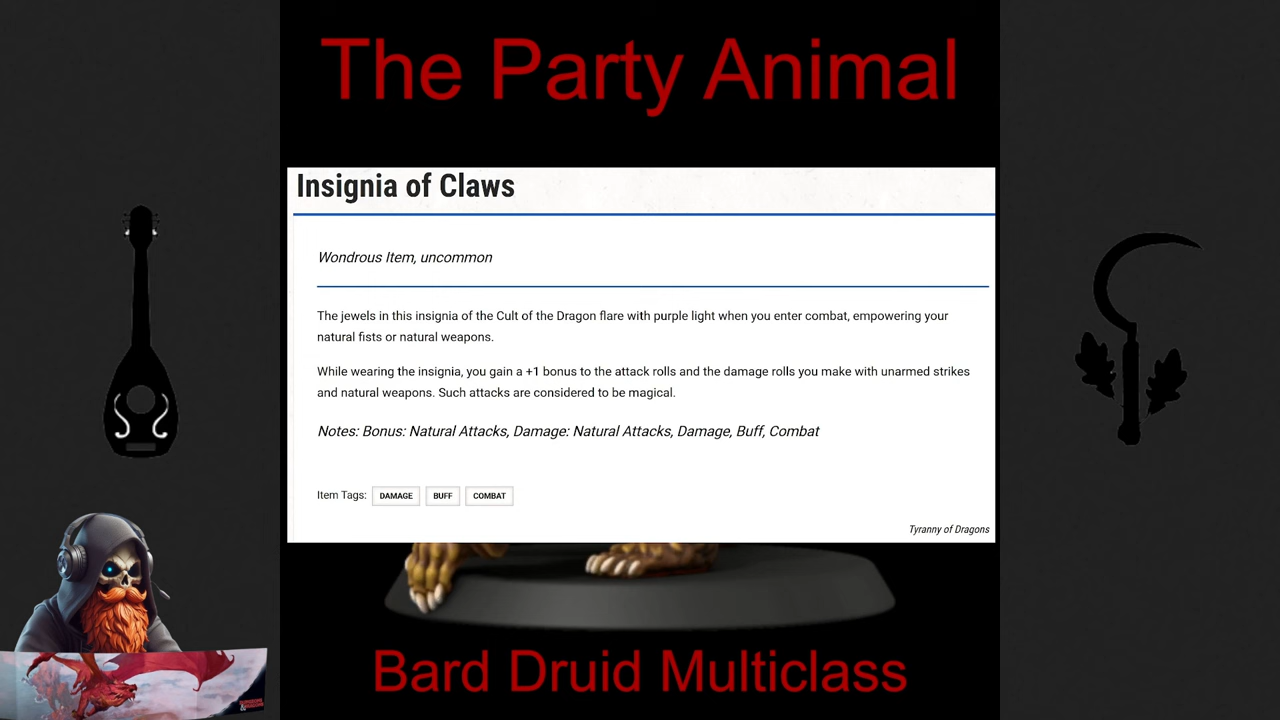 The Party Animal
Insignia of Claws
Wondrous Item, uncommon
The jewels in this insignia of the Cult of the Dragon flare with purple light when you enter combat, empowering your
natural fists or natural weapons.
While wearing the insignia, you gain a +1 bonus to the attack rolls and the damage rolls you make with unarmed strikes
and natural weapons. Such attacks are considered to be magical.
Notes: Bonus: Natural Attacks, Damage: Natural Attacks, Damage, Buff, Combat
Item Tags: DAMAGE BUFF COMBAT
Tyranny of Dragons
Bard Druid Multiclass